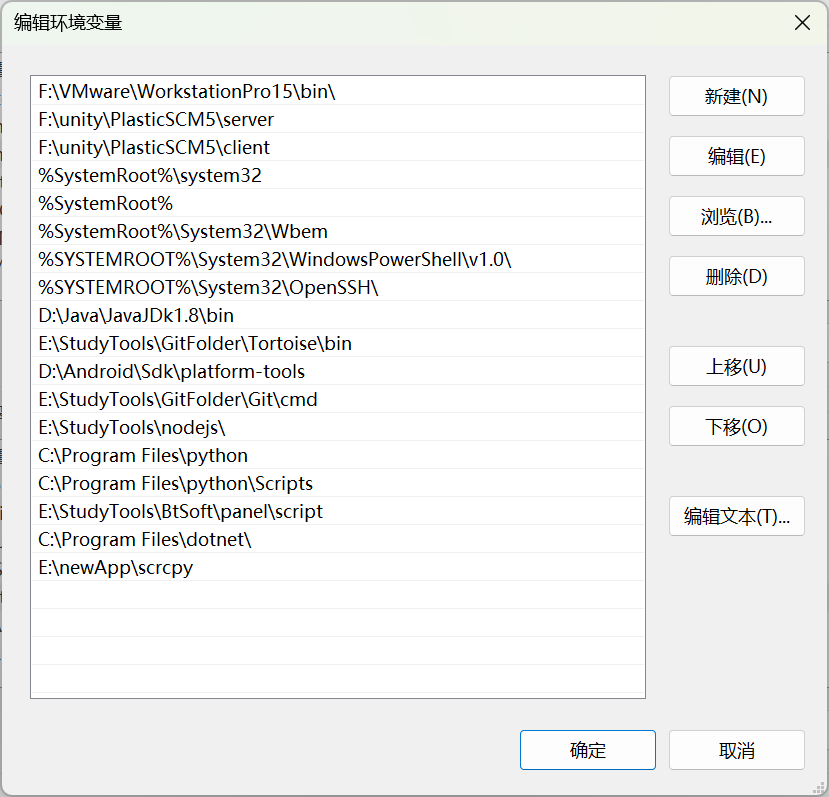 编辑环境变量
F:\VMware\WorkstationPro15\bin\
F:\unity\PlasticSCM5\server
F:\unity\PlasticSCM5\client
%SystemRoot%\system32
%SystemRoot%
%SystemRoot%\System32\Wbem
%SYSTEMROOT%\System32\WindowsPowerShell\v1.0\
%SYSTEMROOT%\System32\OpenSSH\
D:\Java\JavaJDk1.8\bin
E:\StudyTools\GitFolder\Tortoise\bin
D:\Android\Sdk\platform-tools
E:\StudyTools\GitFolder\Git\cmd
E:\StudyTools\nodejs\
C:\Program Files\python
C:\Program Files\python\Scripts
E:\StudyTools\BtSoft\panel\script
C:\Program Files\dotnet\
E:\newApp\scrcpy
新建(N)
编辑(E)
浏览(B)...
删除(D)
上移(U)
下移(O)
编辑文本(T)...
确定
取消